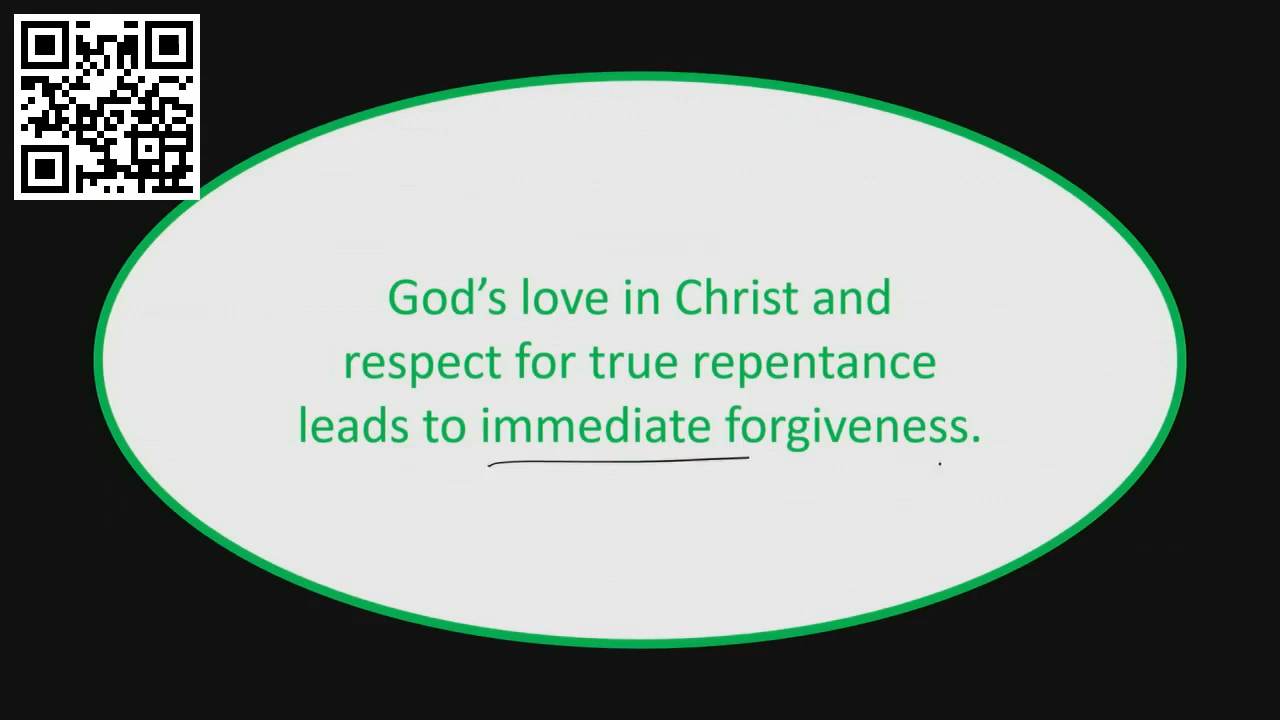 God’s love in Christ and
respect for true repentance
leads to immediate forgiveness.